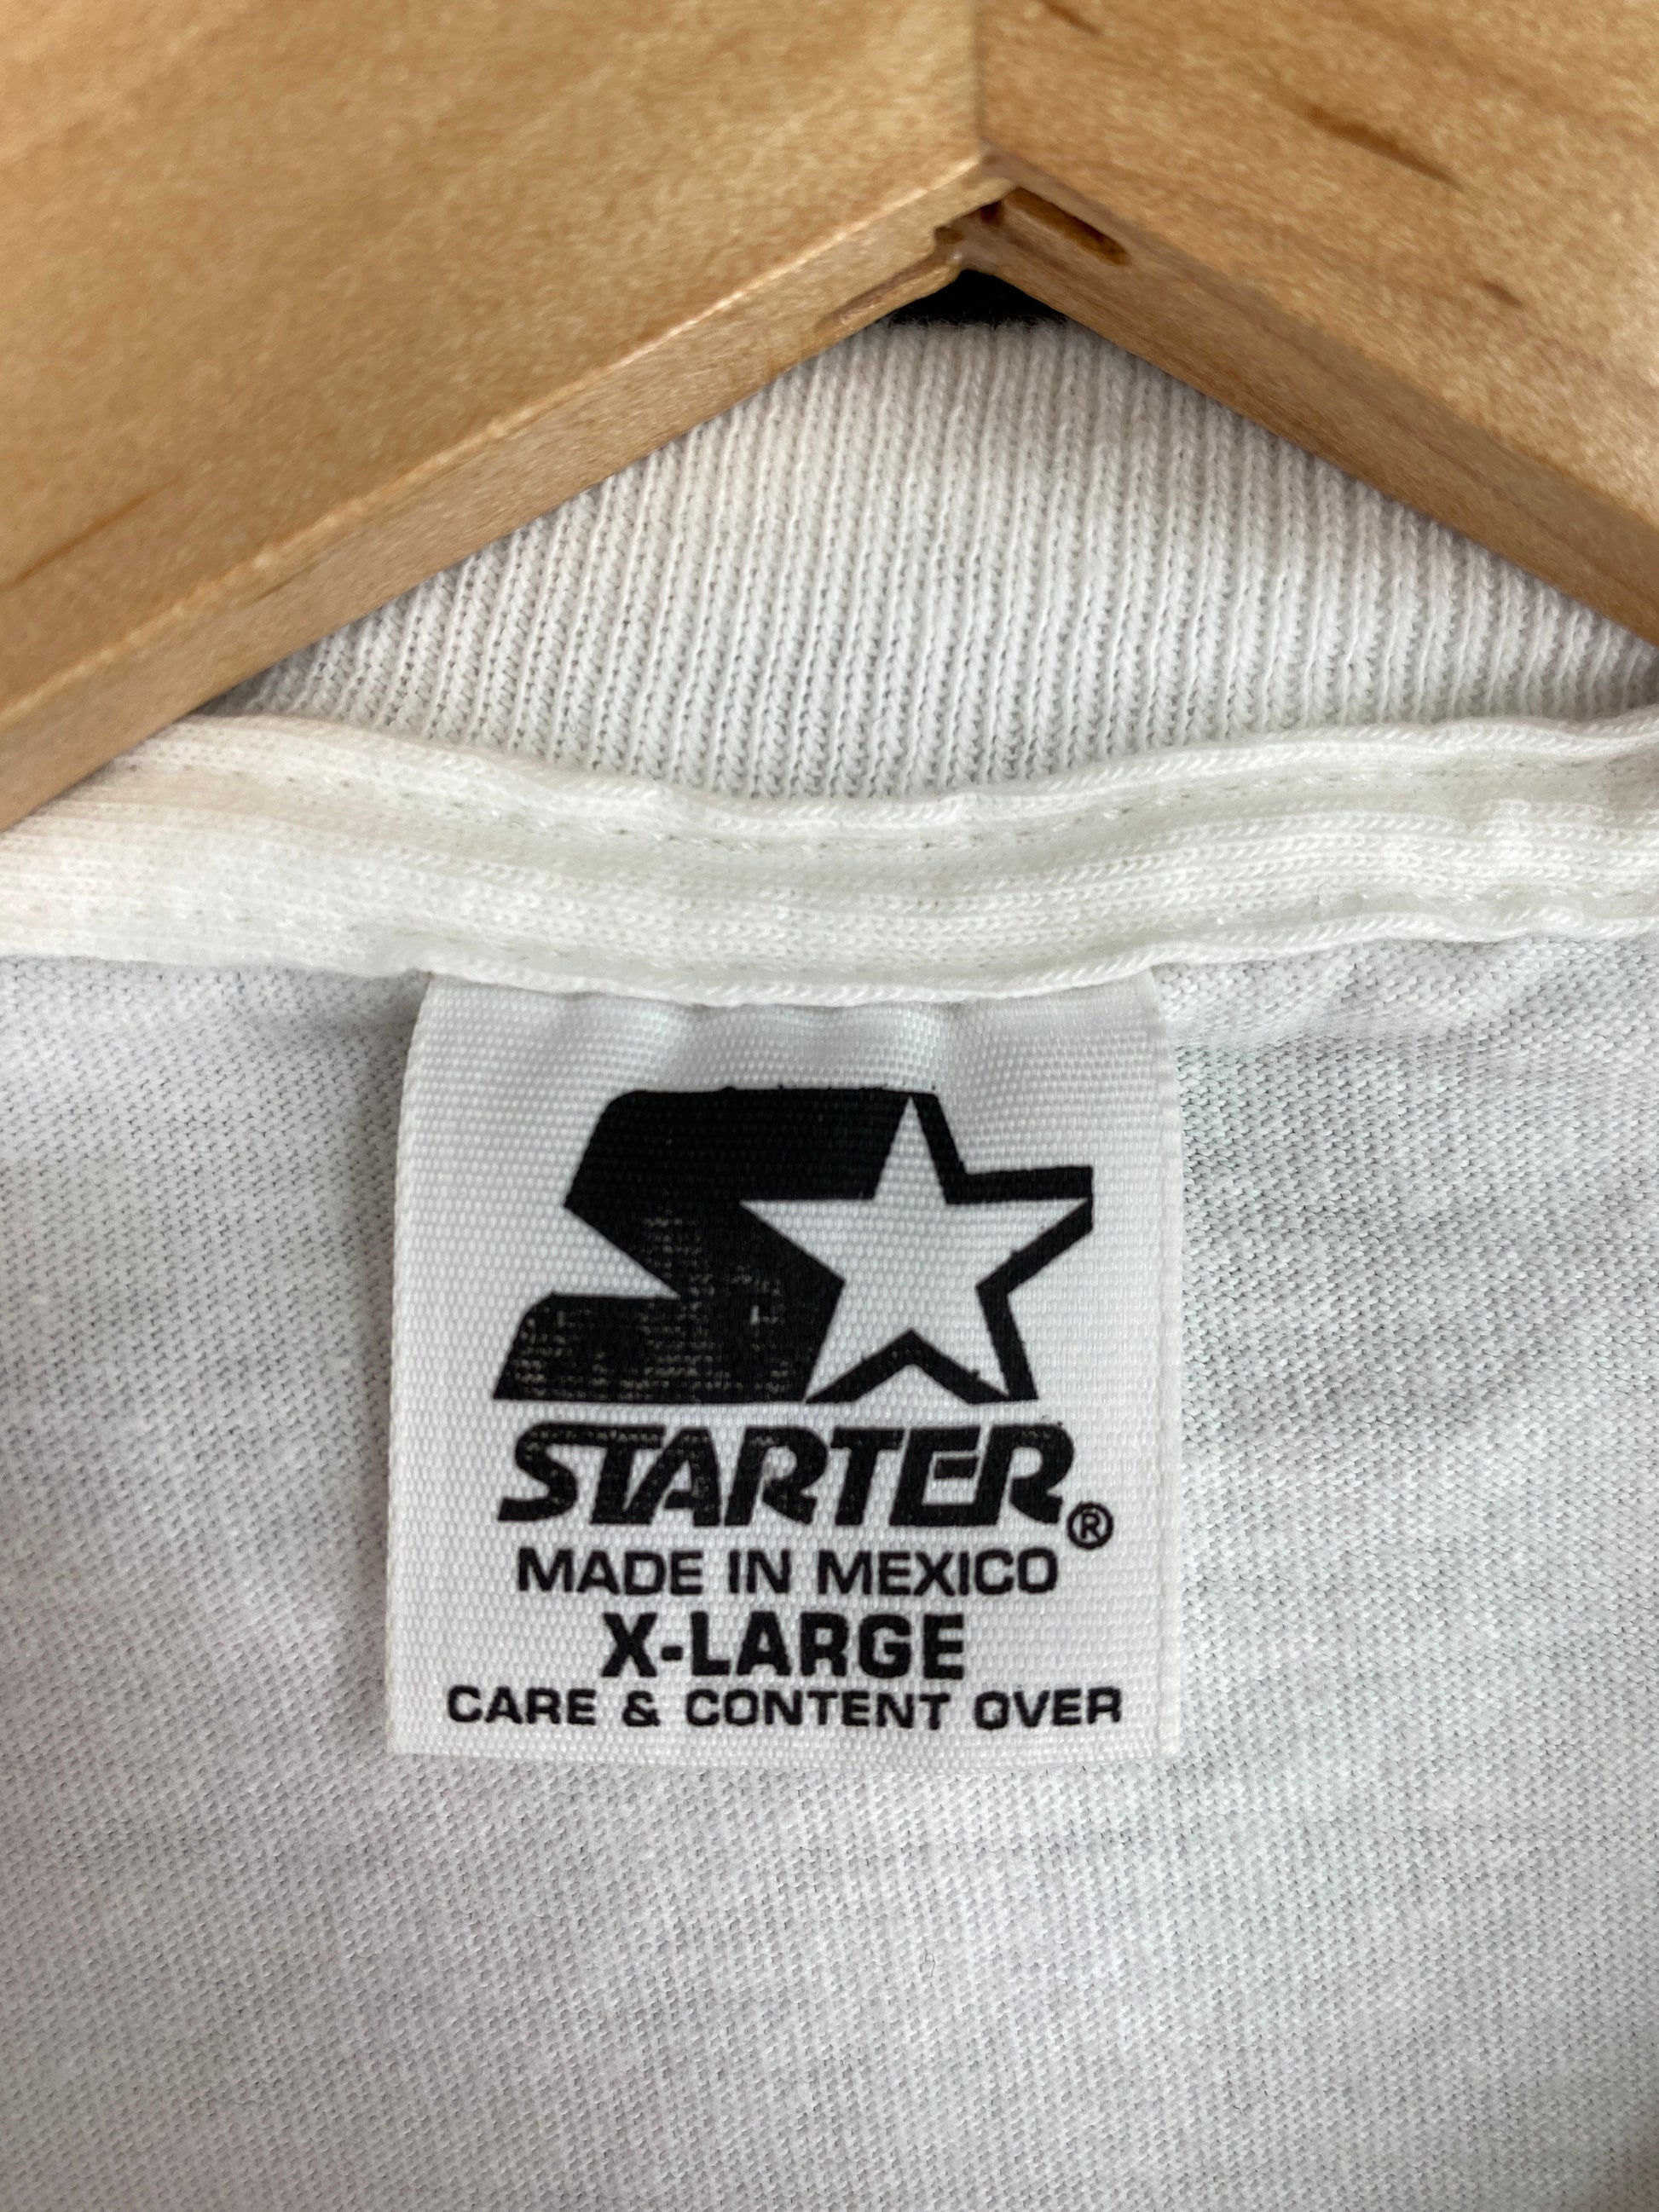 STARTER®
MADE IN MEXICO
X-LARGE
CARE & CONTENT OVER